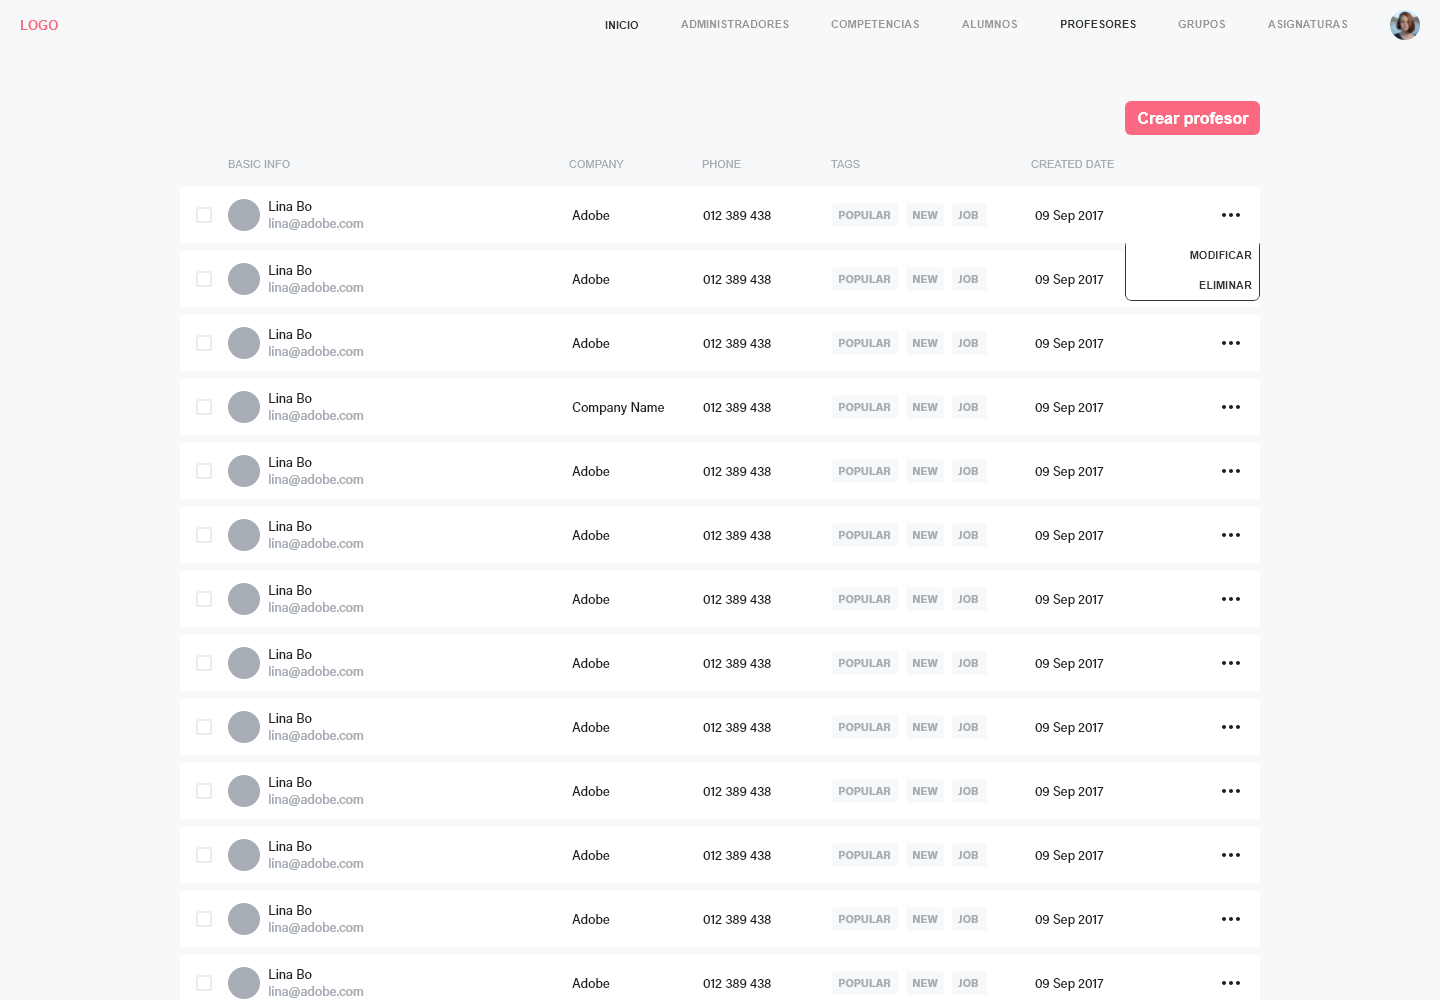 LOGO INICIO ADMINISTRADORES COMPETENCIAS ALUMNOS PROFESORES GRUPOS ASIGNATURAS
Crear profesor
BASIC INFO COMPANY PHONE TAGS CREATED DATE
Lina Bo
lina@adobe.com
Adobe 012 389 438 POPULAR NEW JOB 09 Sep 2017
MODIFICAR
Lina Bo
lina@adobe.com
Adobe 012 389 438 POPULAR NEW JOB 09 Sep 2017
ELIMINAR
Lina Bo
lina@adobe.com
Adobe 012 389 438 POPULAR NEW JOB 09 Sep 2017
Lina Bo
lina@adobe.com
Company Name 012 389 438 POPULAR NEW JOB 09 Sep 2017
Lina Bo
lina@adobe.com
Adobe 012 389 438 POPULAR NEW JOB 09 Sep 2017
Lina Bo
lina@adobe.com
Adobe 012 389 438 POPULAR NEW JOB 09 Sep 2017
Lina Bo
lina@adobe.com
Adobe 012 389 438 POPULAR NEW JOB 09 Sep 2017
Lina Bo
lina@adobe.com
Adobe 012 389 438 POPULAR NEW JOB 09 Sep 2017
Lina Bo
lina@adobe.com
Adobe 012 389 438 POPULAR NEW JOB 09 Sep 2017
Lina Bo
lina@adobe.com
Adobe 012 389 438 POPULAR NEW JOB 09 Sep 2017
Lina Bo
lina@adobe.com
Adobe 012 389 438 POPULAR NEW JOB 09 Sep 2017
Lina Bo
lina@adobe.com
Adobe 012 389 438 POPULAR NEW JOB 09 Sep 2017
Lina Bo
lina@adobe.com
Adobe 012 389 438 POPULAR NEW JOB 09 Sep 2017